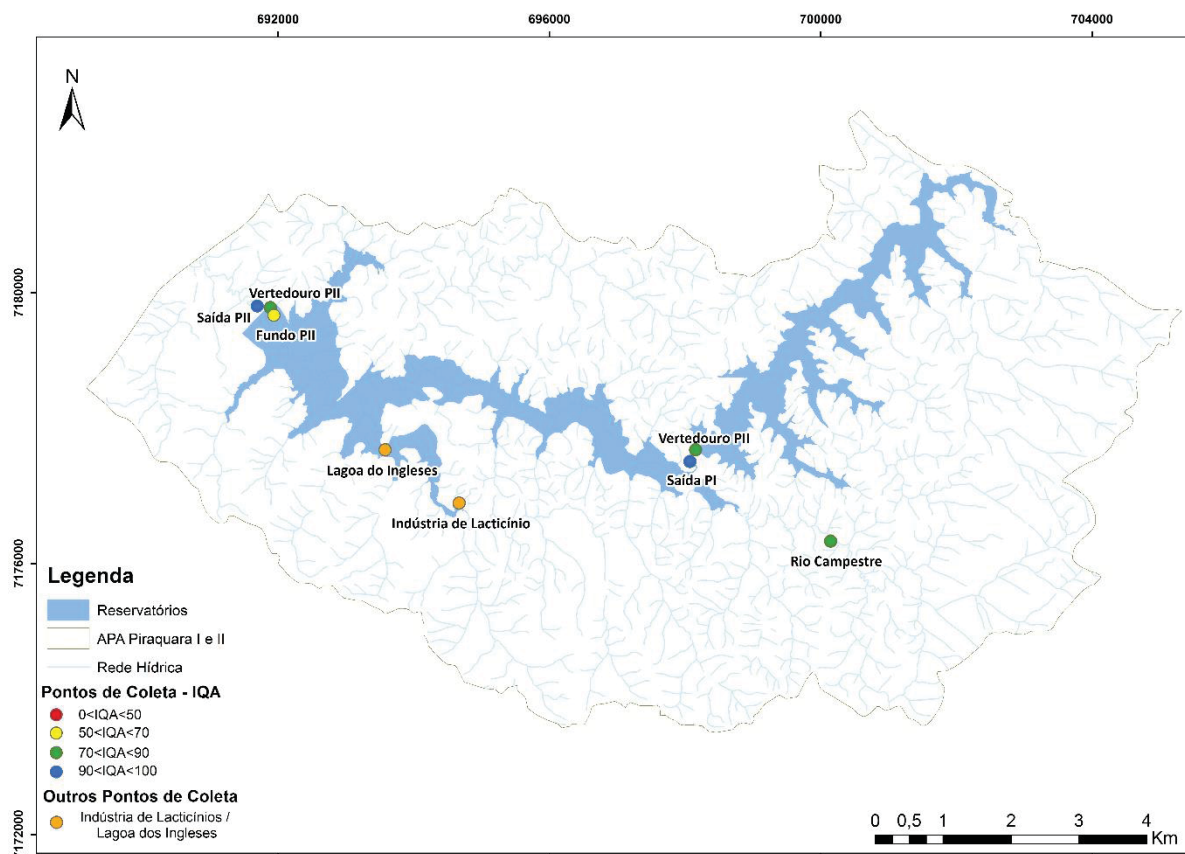 692000
696000
700000
704000
N
7180000
7176000
7172000
Vertedouro PII
Saída PII
Fundo PII
Vertedouro PII
Saída PI
Lagoa do Ingleses
Indústria de Lacticínio
Rio Campestre
Legenda
Reservatórios
APA Piraquara I e II
Rede Hídrica
Pontos de Coleta - IQA
0<IQA<50
50<IQA<70
70<IQA<90
90<IQA<100
Outros Pontos de Coleta
Indústria de Lacticínios /
Lagoa dos Ingleses
0 0,5 1 2 3 4
Km